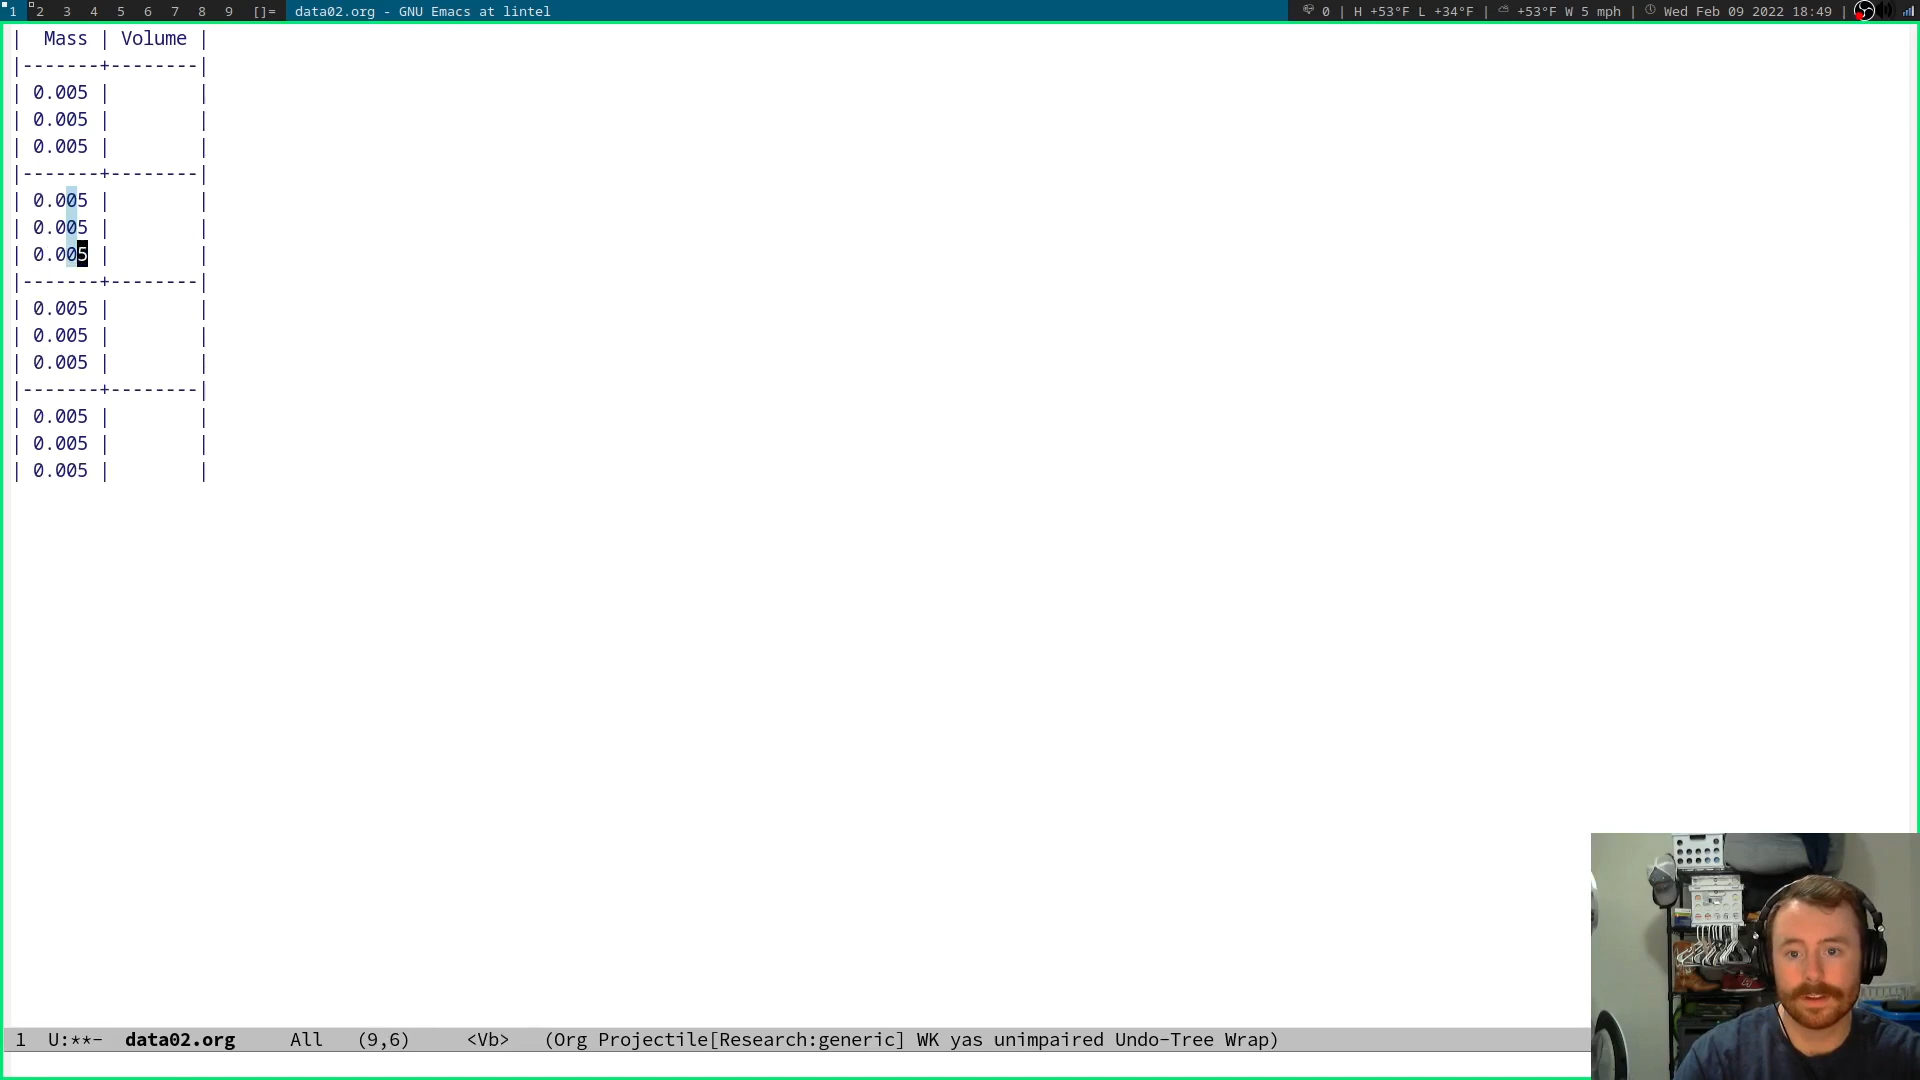 1 2 3 4 5 6 7 8 9 []= data02.org - GNU Emacs at lintel 0 | H +53°F L +34°F | +53°F W 5 mph | Wed Feb 09 2022 18:49 |
| Mass | Volume |
|-------+--------|
| 0.005 | |
| 0.005 | |
| 0.005 | |
|-------+--------|
| 0.005 | |
| 0.005 | |
| 0.005 | |
|-------+--------|
| 0.005 | |
| 0.005 | |
| 0.005 | |
|-------+--------|
| 0.005 | |
| 0.005 | |
| 0.005 | |
1 U:**- data02.org All (9,6) <Vb> (Org Projectile[Research:generic] WK yas unimpaired Undo-Tree Wrap)